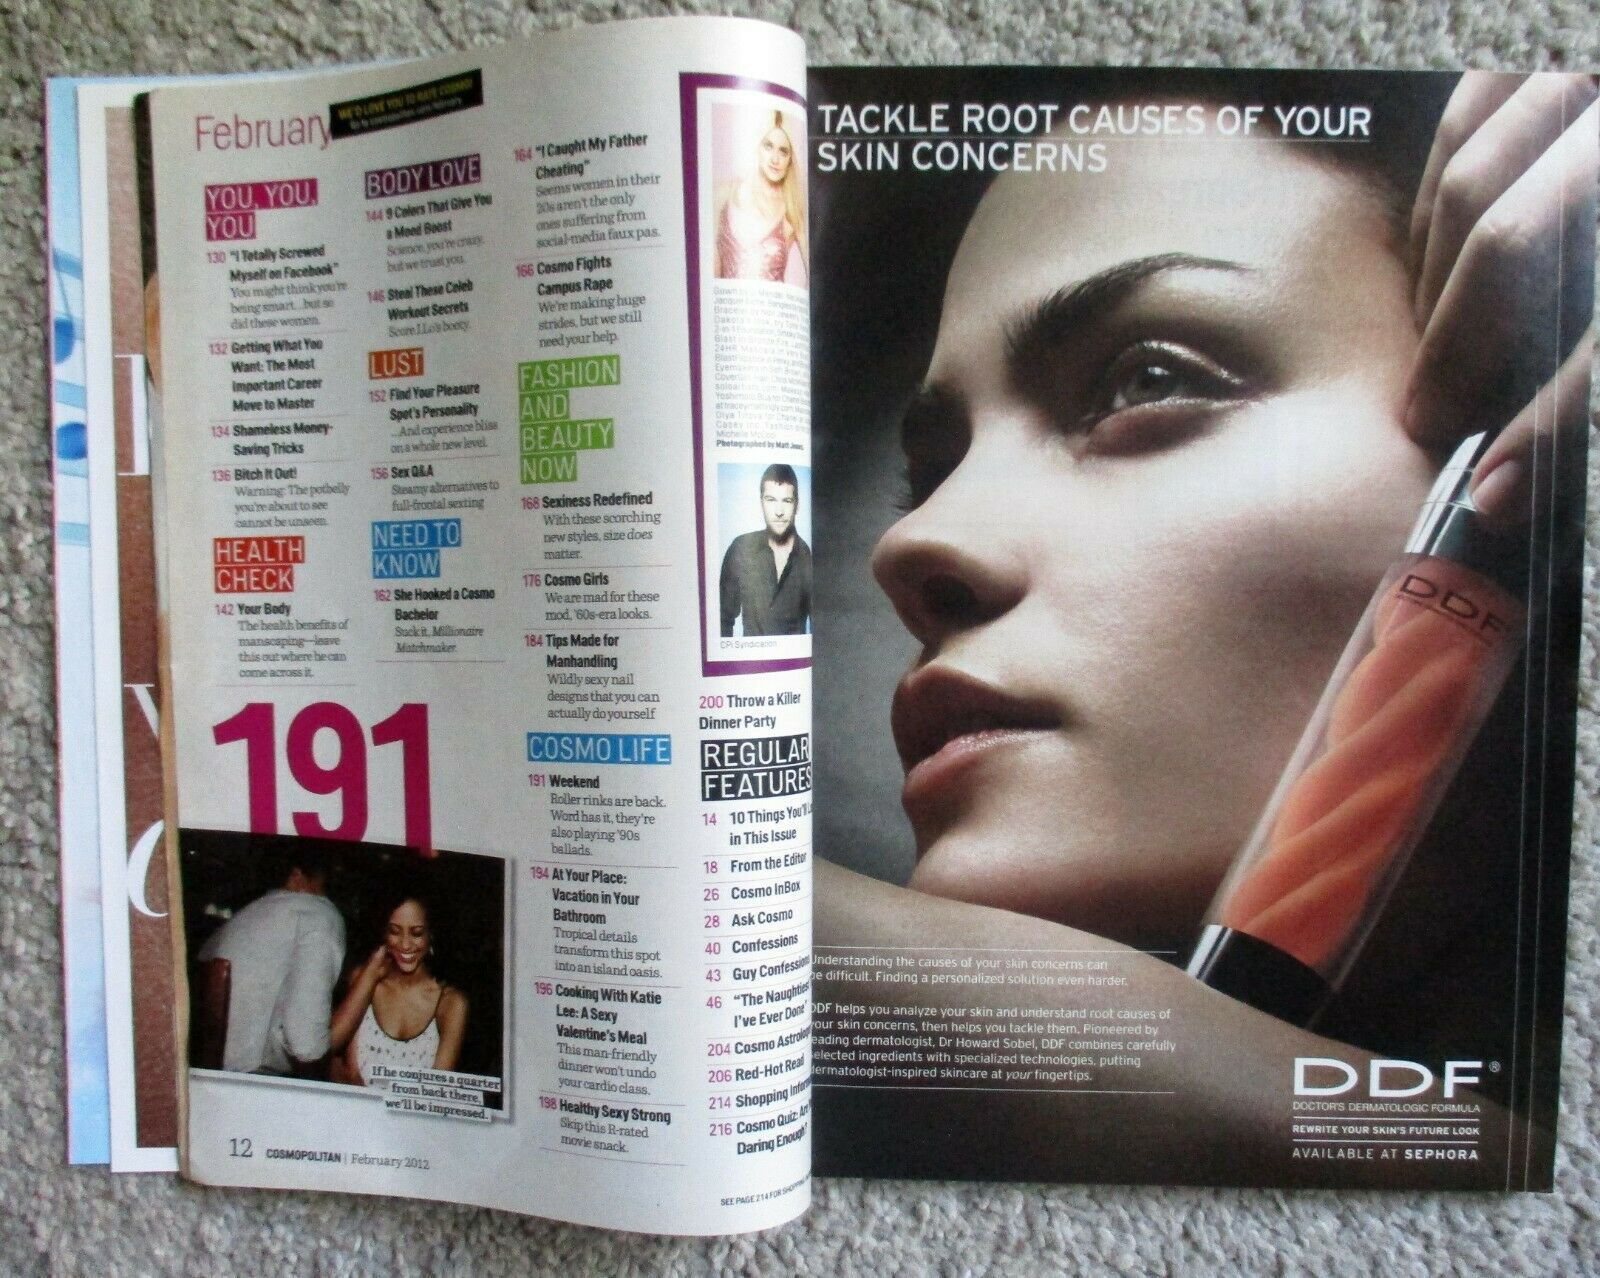 February
WE'D LOVE YOU TO RATE COSMO!
YOU, YOU,
YOU
130 "I Totally Screwed
Myself on Facebook"
You might think you're
being smart...but so
did these women.
132 Getting What You
Want: The Most
Important Career
Move to Master
134 Shameless Money-
Saving Tricks
136 Bitch It Out!
Warning: The potbelly
you're about to see
cannot be unseen.
HEALTH
CHECK
142 Your Body
The health benefits of
manscaping—leave
this out where he can
come across it.
BODY LOVE
144 9 Colors That Give You
a Mood Boost
Science, you're crazy,
but we trust you.
146 Steal These Celeb
Workout Secrets
Score J.Lo's booty.
LUST
152 Find Your Pleasure
Spot's Personality
...And experience bliss
on a whole new level.
156 Sex Q&A
Steamy alternatives to
full-frontal sexting
NEED TO
KNOW
162 She Hooked a Cosmo
Bachelor
Suck it, Millionaire
Matchmaker.
164 "I Caught My Father
Cheating"
Seems women in their
20s aren't the only
ones suffering from
social-media faux pas.
166 Cosmo Fights
Campus Rape
We're making huge
strides, but we still
need your help.
FASHION
AND
BEAUTY
NOW
168 Sexiness Redefined
With these scorching
new styles, size does
matter.
176 Cosmo Girls
We are mad for these
mod, '60s-era looks.
184 Tips Made for
Manhandling
Wildly sexy nail
designs that you can
actually do yourself
COSMO LIFE
191 Weekend
Roller rinks are back.
Word has it, they're
also playing '90s
ballads.
194 At Your Place:
Vacation in Your
Bathroom
Tropical details
transform this spot
into an island oasis.
196 Cooking With Katie
Lee: A Sexy
Valentine's Meal
This man-friendly
dinner won't undo
your cardio class.
198 Healthy Sexy Strong
Skip this R-rated
movie snack.
Photographed by Matt Jones.
CPi Syndication
200 Throw a Killer
Dinner Party
REGULAR
FEATURES
14 10 Things You'll
in This Issue
18 From the Editor
26 Cosmo InBox
28 Ask Cosmo
40 Confessions
43 Guy Confessions
46 "The Naughtiest
I've Ever Done"
204 Cosmo
206 Red-Hot Read
214 Shopping
216 Cosmo Quiz:
Daring Enough?
191
If he conjures a quarter
from back there,
we'll be impressed.
12 COSMOPOLITAN | February 2012
SEE PAGE 214 FOR SHOPPING
TACKLE ROOT CAUSES OF YOUR
SKIN CONCERNS
DDF
Understanding the causes of your skin concerns can
be difficult. Finding a personalized solution even harder.
DDF helps you analyze your skin and understand root causes of
your skin concerns, then helps you tackle them. Pioneered by
leading dermatologist, Dr Howard Sobel, DDF combines carefully
selected ingredients with specialized technologies, putting
dermatologist-inspired skincare at your fingertips.
DDF®
DOCTOR'S DERMATOLOGIC FORMULA
REWRITE YOUR SKIN'S FUTURE LOOK
AVAILABLE AT SEPHORA